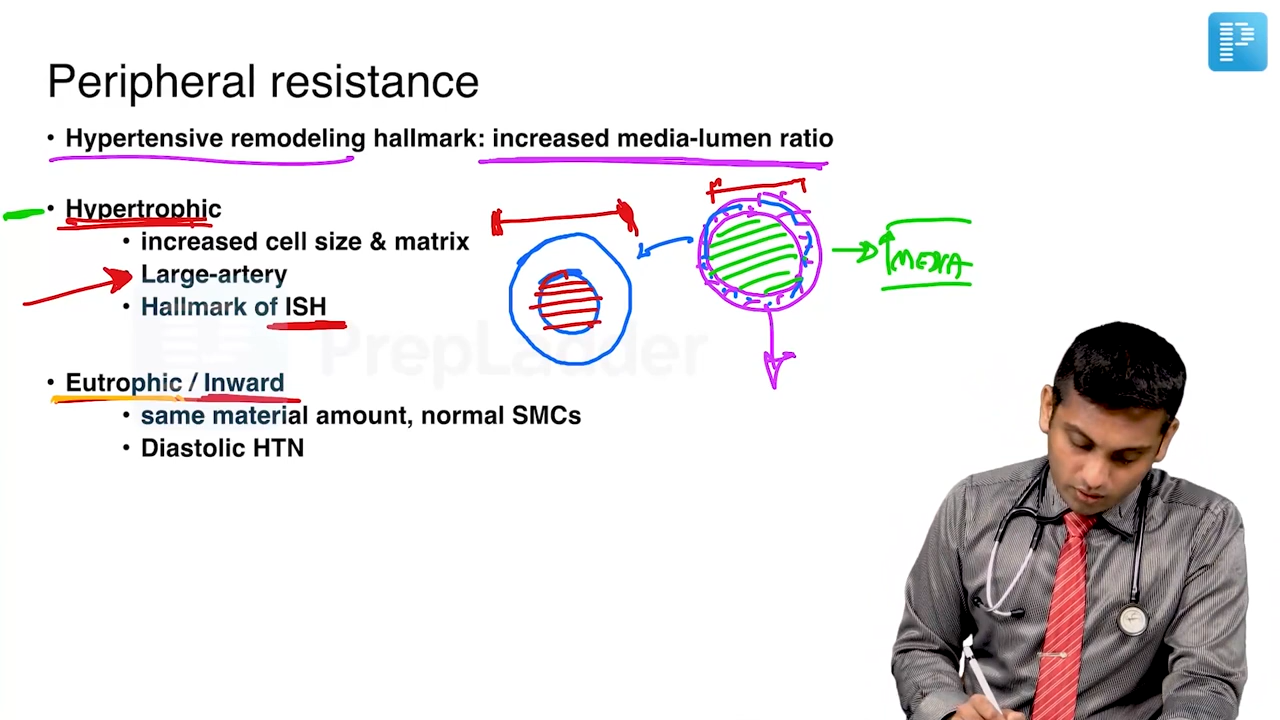 Peripheral resistance
• Hypertensive remodeling hallmark: increased media-lumen ratio
• Hypertrophic
• increased cell size & matrix
Large-artery
• Hallmark of ISH
↑MEDIA
PrepLadder
• Eutrophic / Inward
• same material amount, normal SMCs
• Diastolic HTN